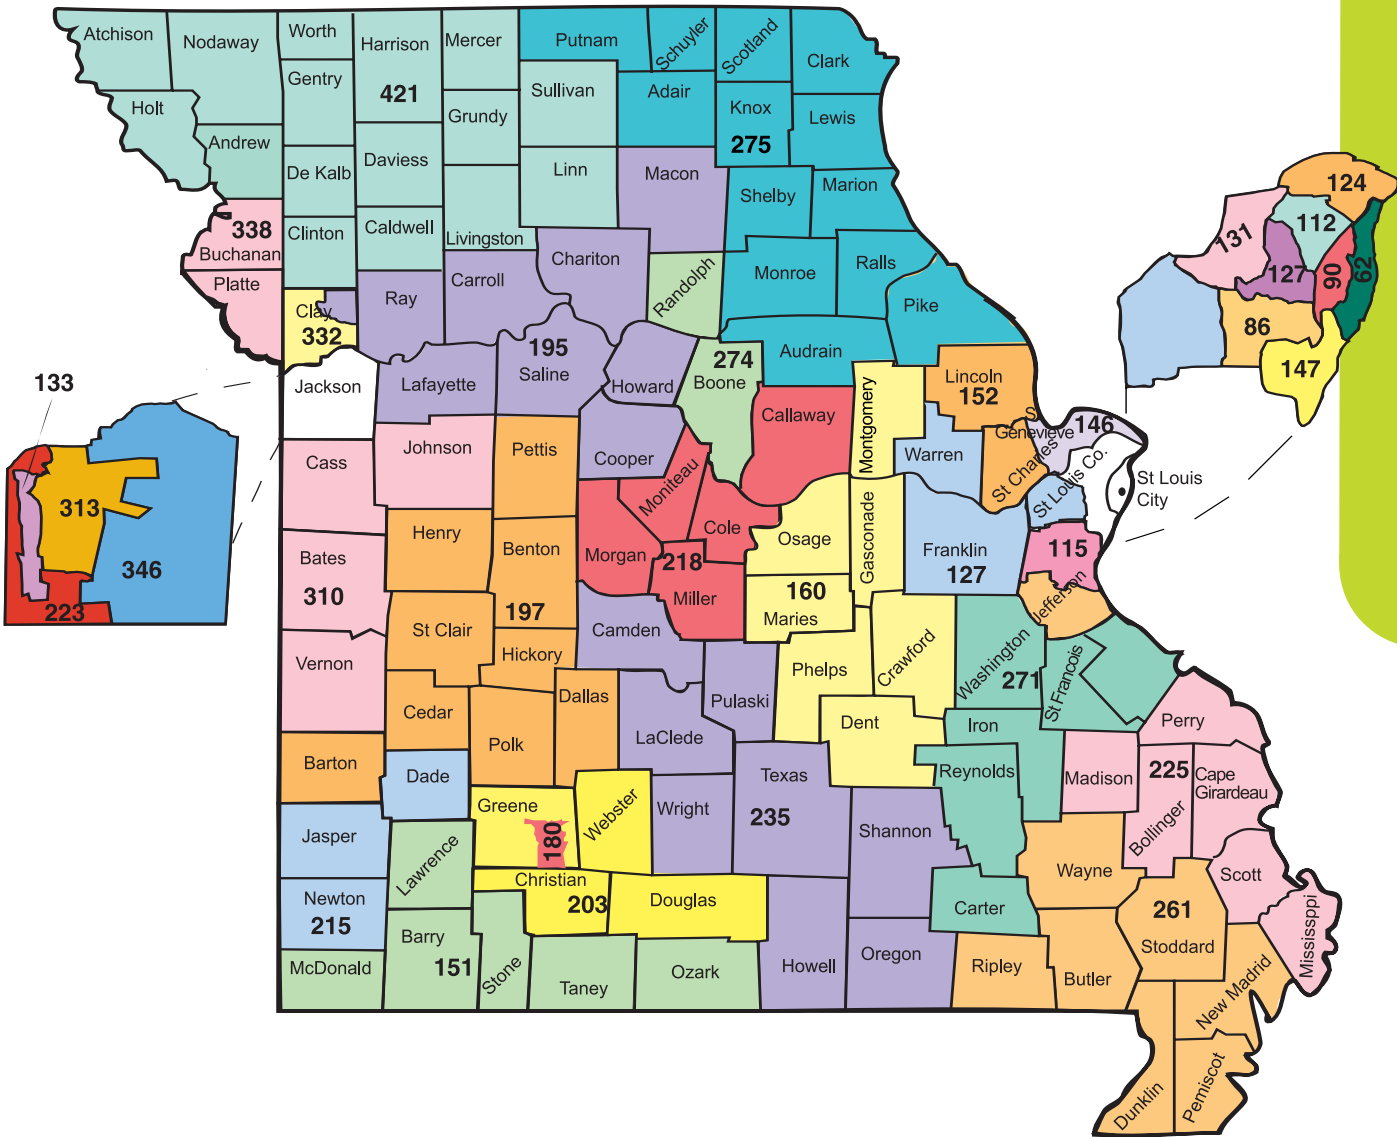 Atchison
Nodaway
Worth
Harrison
Mercer
Putnam
Schuyler
Scotland
Clark
Gentry
421
Sullivan
Adair
Knox
275
Lewis
Holt
Andrew
De Kalb
Daviess
Grundy
Linn
Macon
Shelby
Marion
338
Buchanan
Clinton
Caldwell
Livingston
Chariton
Randolph
Monroe
Ralls
Pike
Platte
Clay
332
Ray
Carroll
195
Saline
Howard
274
Boone
Audrain
Jackson
Lafayette
Callaway
Montgomery
Lincoln
152
Warren
S
Genevieve
146
St Charles
St Louis Co.
St Louis
City
Cass
Johnson
Pettis
Cooper
Moniteau
Cole
Osage
Gasconade
Franklin
127
115
Jefferson
Bates
310
Henry
Benton
197
Morgan
218
Miller
160
Maries
St Clair
Hickory
Camden
Vernon
Cedar
Polk
Dallas
Pulaski
LaClede
Phelps
Crawford
Dent
Washington
271
St Francois
Perry
Iron
Reynolds
Madison
225
Bollinger
Cape
Girardeau
Barton
Dade
Greene
180
Webster
Wright
Texas
235
Shannon
Jasper
Lawrence
Christian
203
Douglas
Wayne
Scott
Mississppi
Newton
215
Barry
151
Stone
Carter
261
Stoddard
McDonald
Taney
Ozark
Howell
Oregon
Ripley
Butler
New Madrid
Dunklin
Pemiscot
133
313
346
223
124
131
112
127
90
62
86
147